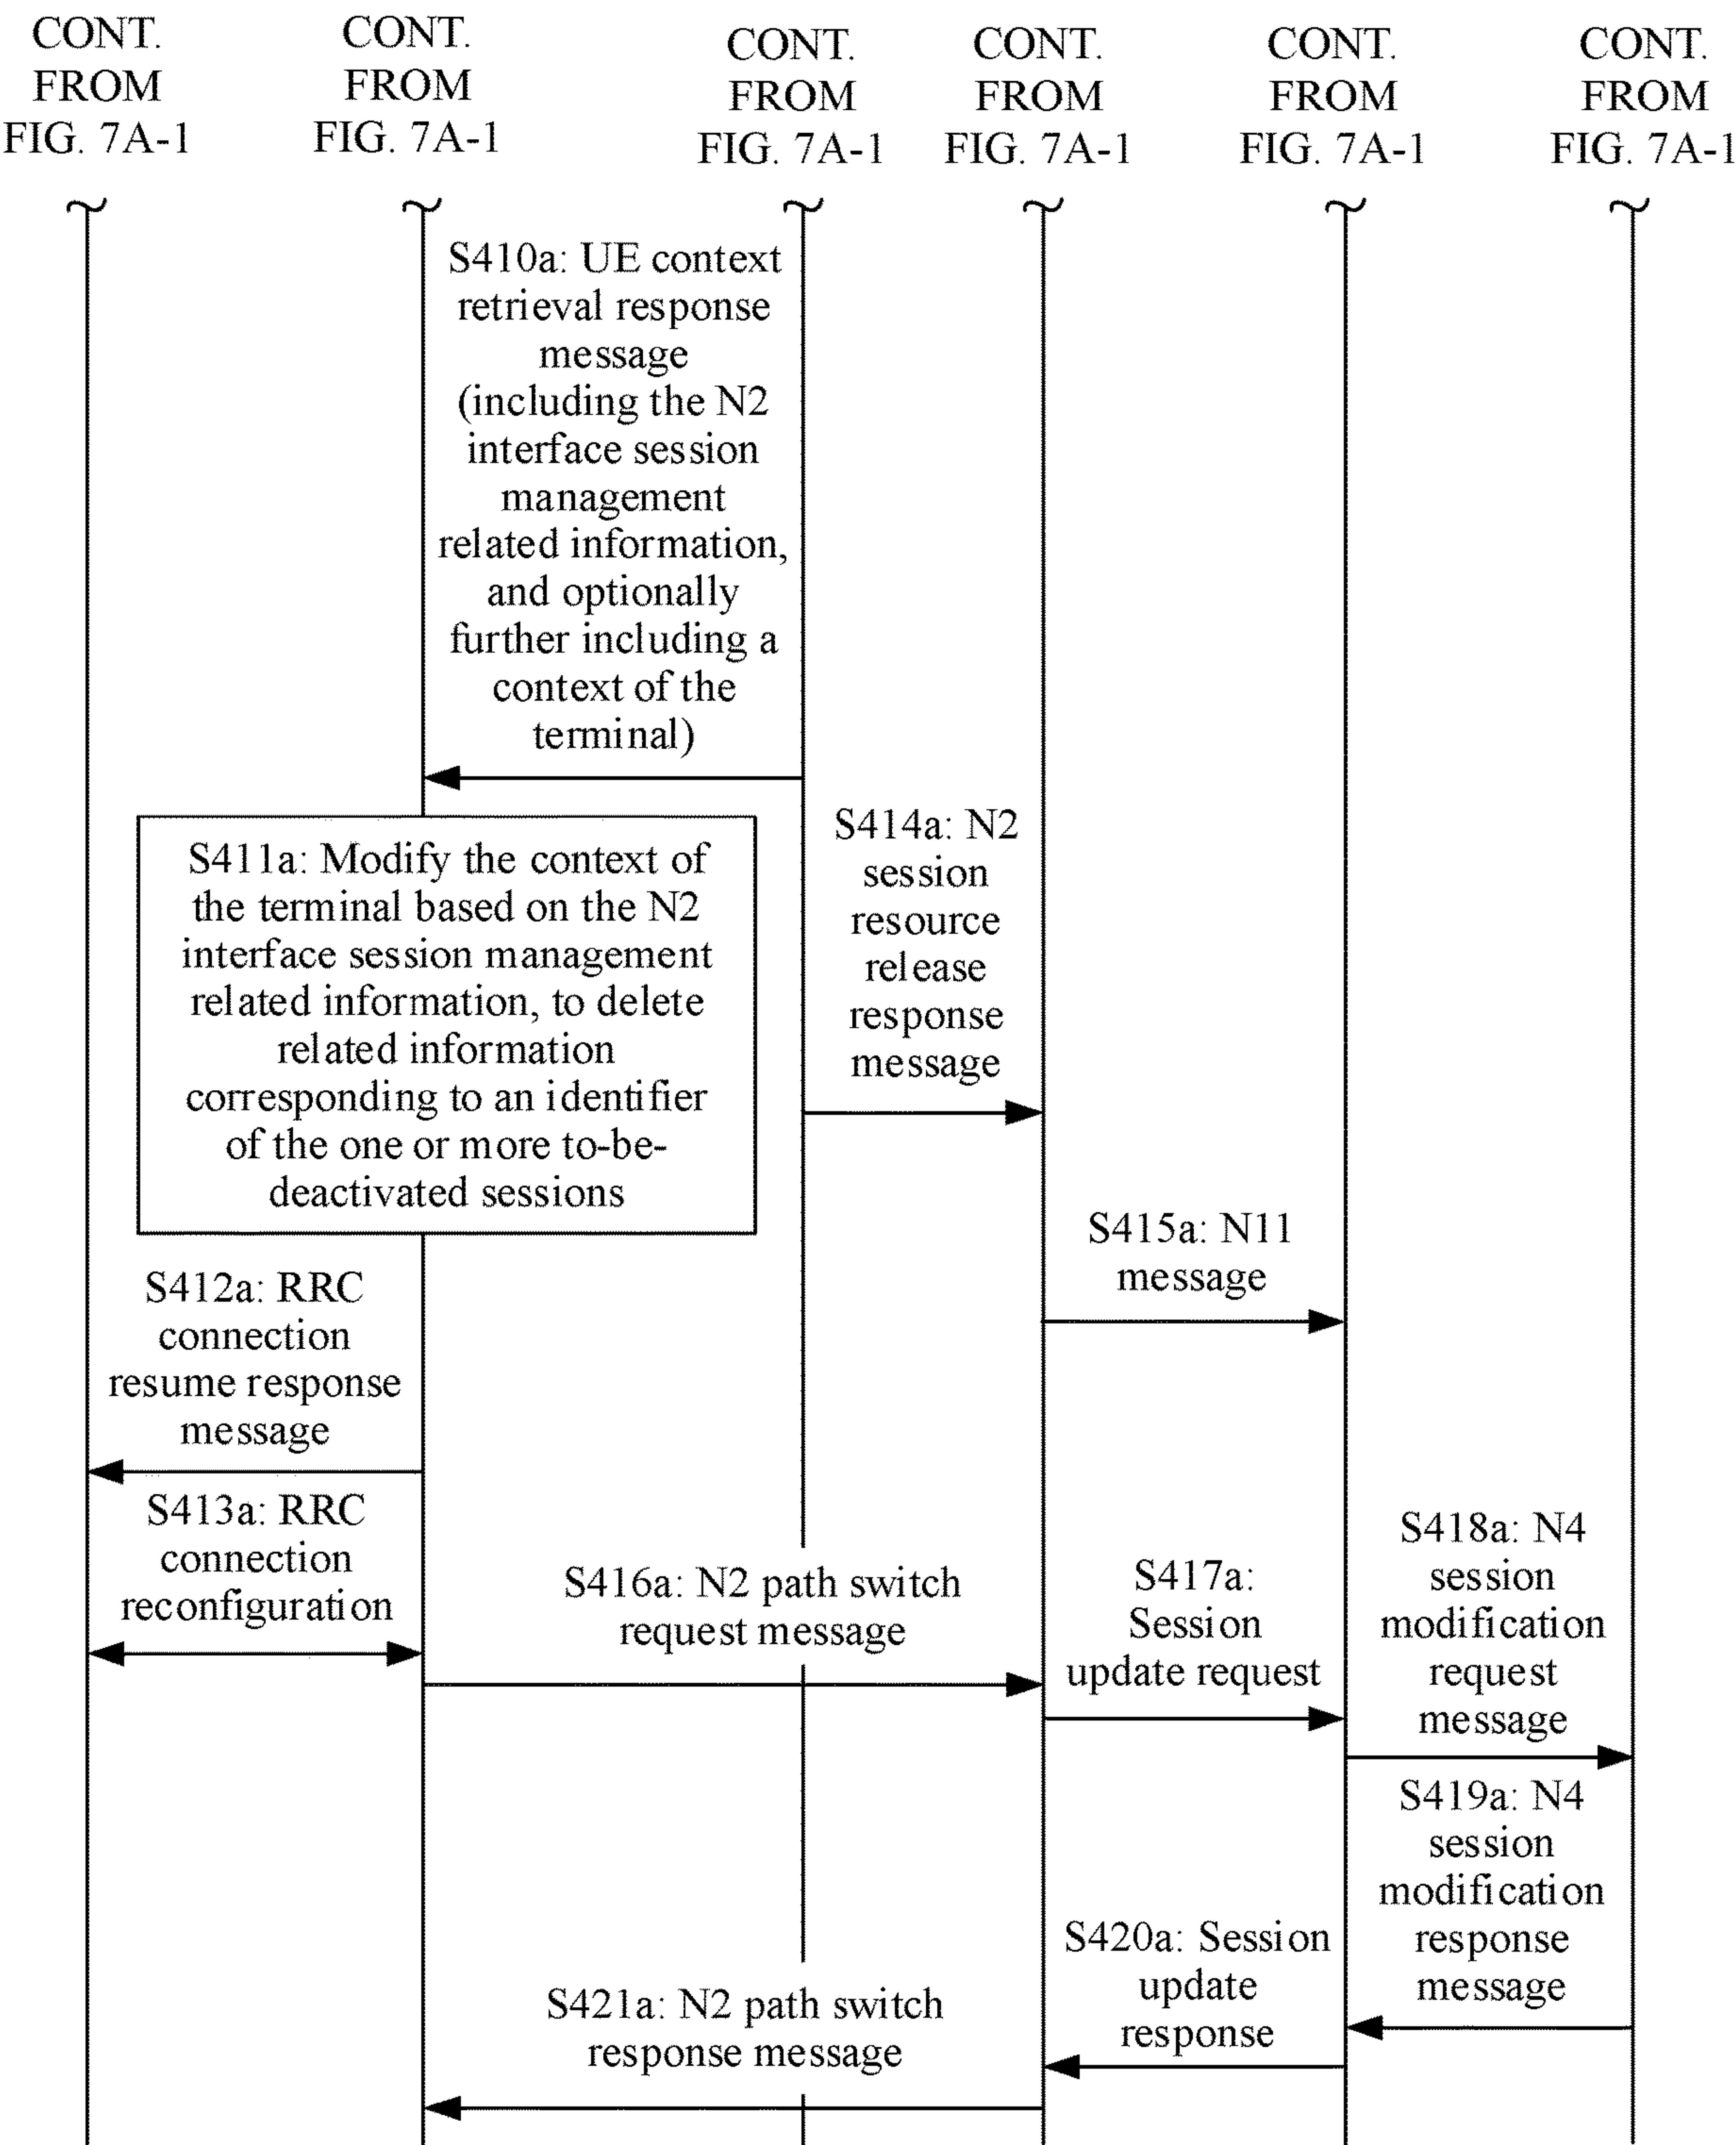 CONT.
FROM
FIG. 7A-1
CONT.
FROM
FIG. 7A-1
CONT.
FROM
FIG. 7A-1
CONT.
FROM
FIG. 7A-1
CONT.
FROM
FIG. 7A-1
CONT.
FROM
FIG. 7A-1
S410a: UE context
retrieval response
message
(including the N2
interface session
management
related information,
and optionally
further including a
context of the
terminal)
S411a: Modify the context of
the terminal based on the N2
interface session management
related information, to delete
related information
corresponding to an identifier
of the one or more to-be-
deactivated sessions
S414a: N2
session
resource
release
response
message
S415a: N11
message
S412a: RRC
connection
resume response
message
S413a: RRC
connection
reconfiguration
S416a: N2 path switch
request message
S417a:
Session
update request
S418a: N4
session
modification
request
message
S419a: N4
session
modification
response
message
S420a: Session
update
response
S421a: N2 path switch
response message